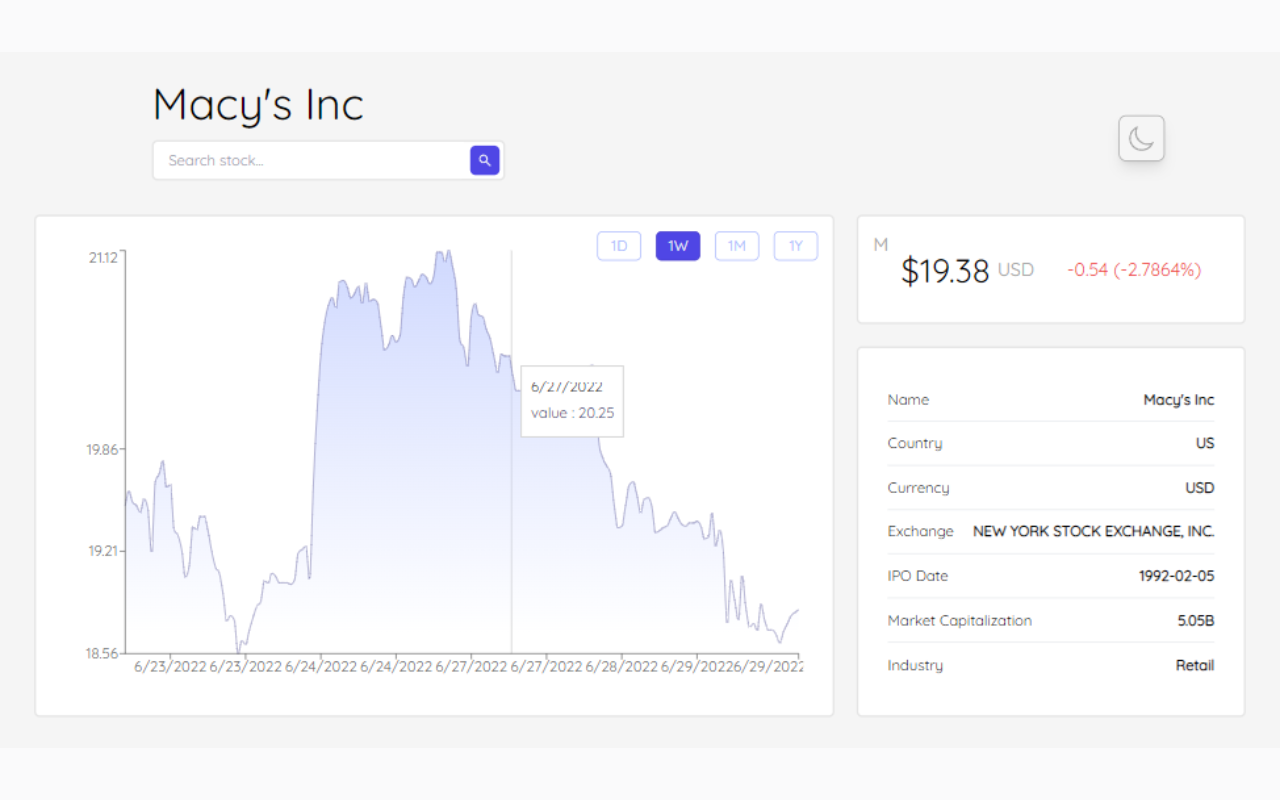 Macy's Inc
Search stock...
1D 1W 1M 1Y
21.12
19.86
19.21
18.56
6/27/2022
value : 20.25
6/23/2022 6/23/2022 6/24/2022 6/24/2022 6/27/2022 6/27/2022 6/28/2022 6/29/2022 6/29/2022
M
$19.38 USD -0.54 (-2.7864%)
Name Macy's Inc
Country US
Currency USD
Exchange NEW YORK STOCK EXCHANGE, INC.
IPO Date 1992-02-05
Market Capitalization 5.05B
Industry Retail